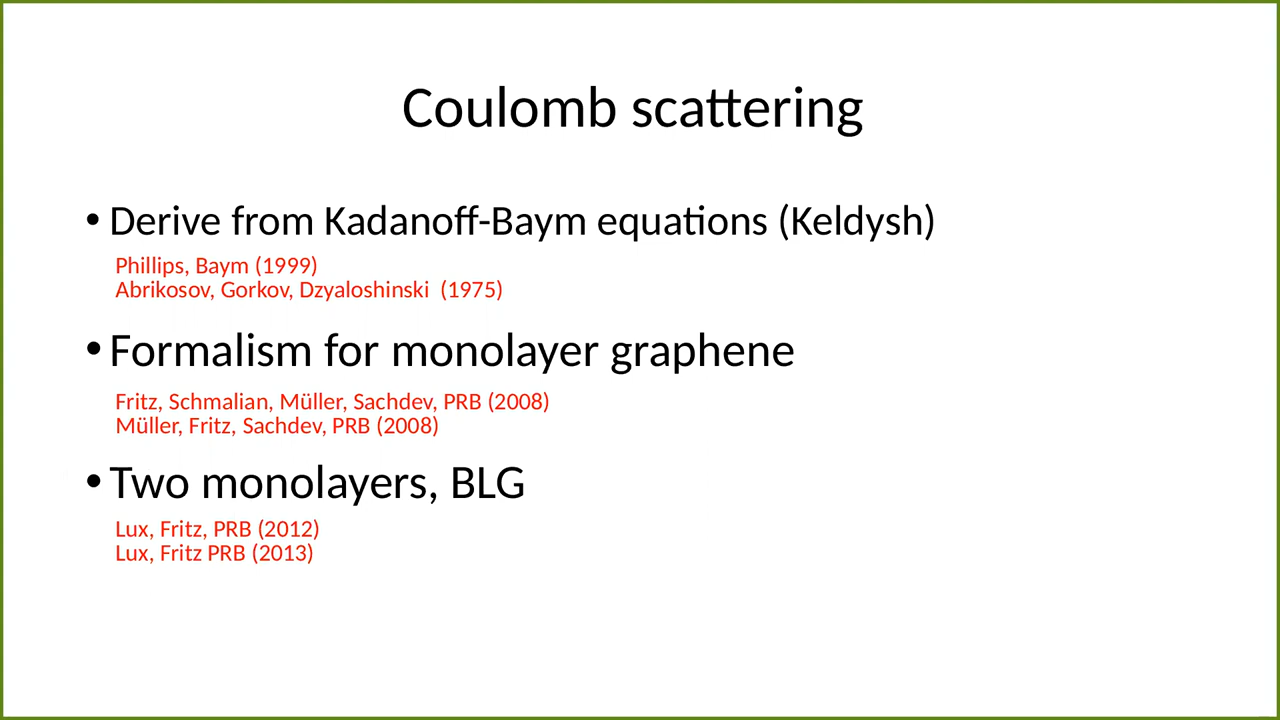 Coulomb scattering
• Derive from Kadanoff-Baym equations (Keldysh)
Phillips, Baym (1999)
Abrikosov, Gorkov, Dzyaloshinski  (1975)
• Formalism for monolayer graphene
Fritz, Schmalian, Müller, Sachdev, PRB (2008)
Müller, Fritz, Sachdev, PRB (2008)
• Two monolayers, BLG
Lux, Fritz, PRB (2012)
Lux, Fritz PRB (2013)